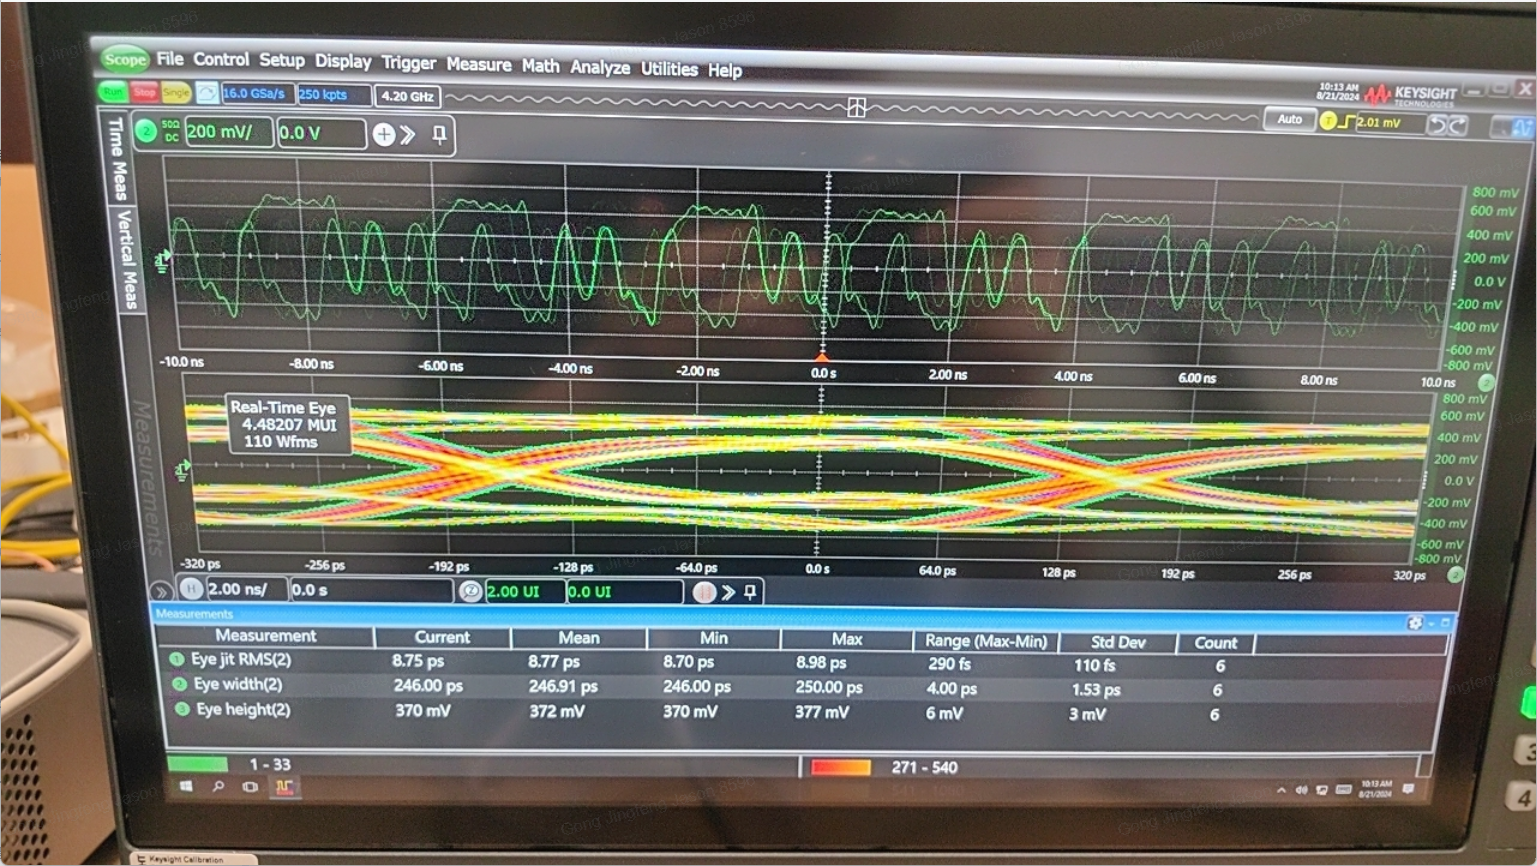 Scope File Control Setup Display Trigger Measure Math Analyze Utilities Help
10:13 AM
8/21/2024
KEYSIGHT
TECHNOLOGIES
Run Stop Single 16.0 GSa/s 250 kpts 4.20 GHz
Auto T 2.01 mV
2 50Ω
DC 200 mV/ 0.0 V
Time Meas
Vertical Meas
Measurements
800 mV
600 mV
400 mV
200 mV
0.0 V
-200 mV
-400 mV
-600 mV
-800 mV
-10.0 ns -8.00 ns -6.00 ns -4.00 ns -2.00 ns 0.0 s 2.00 ns 4.00 ns 6.00 ns 8.00 ns 10.0 ns 2
Real-Time Eye
4.48207 MUI
110 Wfms
800 mV
600 mV
400 mV
200 mV
0.0 V
-200 mV
-400 mV
-600 mV
-800 mV
-320 ps -256 ps -192 ps -128 ps -64.0 ps 0.0 s 64.0 ps 128 ps 192 ps 256 ps 320 ps 2
H 2.00 ns/ 0.0 s 2.00 UI 0.0 UI
Measurements
Measurement Current Mean Min Max Range (Max-Min) Std Dev Count
1 Eye jit RMS(2) 8.75 ps 8.77 ps 8.70 ps 8.98 ps 290 fs 110 fs 6
2 Eye width(2) 246.00 ps 246.91 ps 246.00 ps 250.00 ps 4.00 ps 1.53 ps 6
3 Eye height(2) 370 mV 372 mV 370 mV 377 mV 6 mV 3 mV 6
1 - 33
271 - 540
10:13 AM
8/21/2024
3
4
Keysight Calibration
Gong Jingfeng Jason 8598